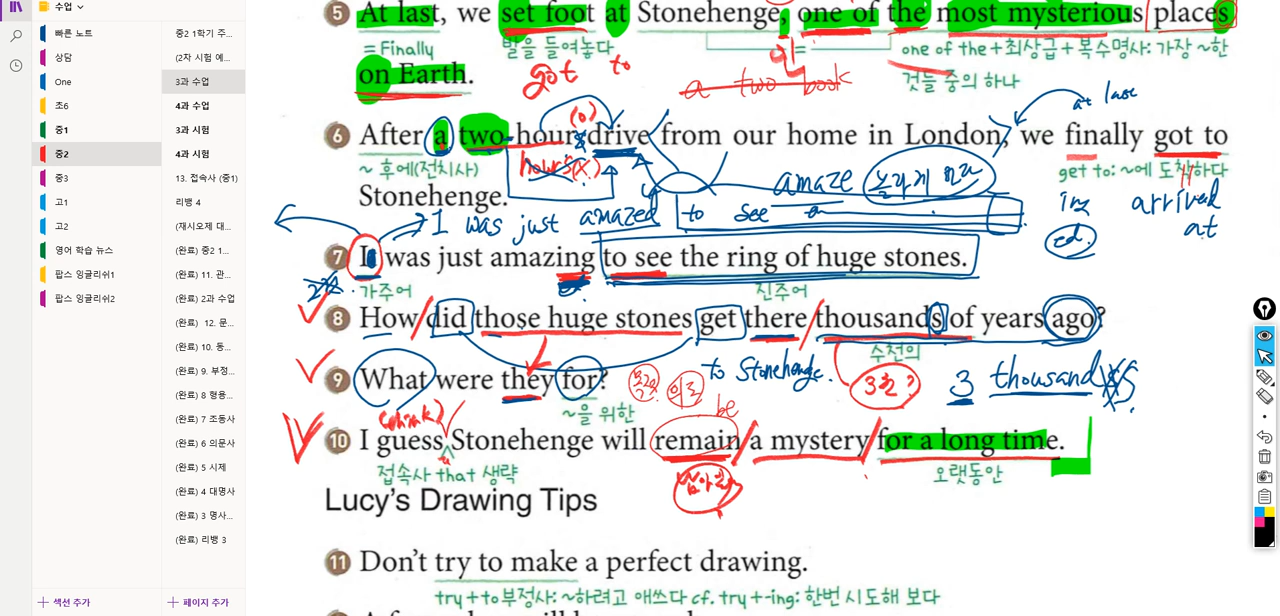 수업
빠른 노트
상담
One
초6
중1
중2
중3
고1
고2
영어 학습 뉴스
팝스 잉글리쉬1
팝스 잉글리쉬2
섹션 추가
중2 1학기 주...
(2자 시험 예...
3과 수업
4과 수업
3과 시험
4과 시험
13. 접속사 (중1)
리뱁 4
(재시오제 대...
(완료) 중2 1...
(완료) 11. 관...
(완료) 2과 수업
(완료)  12. 문...
(완료) 10. 동...
(완료) 9. 부정...
(완료) 8 형용...
(완료) 7 조동사
(완료) 6 의문사
(완료) 5 시제
(완료) 4 대명사
(완료) 3 명사...
(완료) 리뱁 3
페이지 추가
5 At last, we set foot at Stonehenge, one of the most mysterious places
= Finally 발을 들여놓다 one of the+최상급+복수명사: 가장 ~한
on Earth. got to a two book 것들 중의 하나
(o) at last
6 After a two-hour drive from our home in London, we finally got to
~ 후에(전치사) hours(x) get to: ~에 도착하다
Stonehenge. amaze 놀라게 하다 ing arrived
I was just amazed to see ed. at
7 It was just amazing to see the ring of huge stones.
가주어 진주어
8 How did those huge stones get there thousands of years ago?
수천의
9 What were they for? to Stonehenge. 3천 3 thousands
~을 위한 be
(think)
10 I guess Stonehenge will remain a mystery for a long time.
접속사 that 생략 오랫동안
Lucy's Drawing Tips
11 Don't try to make a perfect drawing.
try+to부정사: ~하려고 애쓰다 cf. try+-ing: 한번 시도해 보다